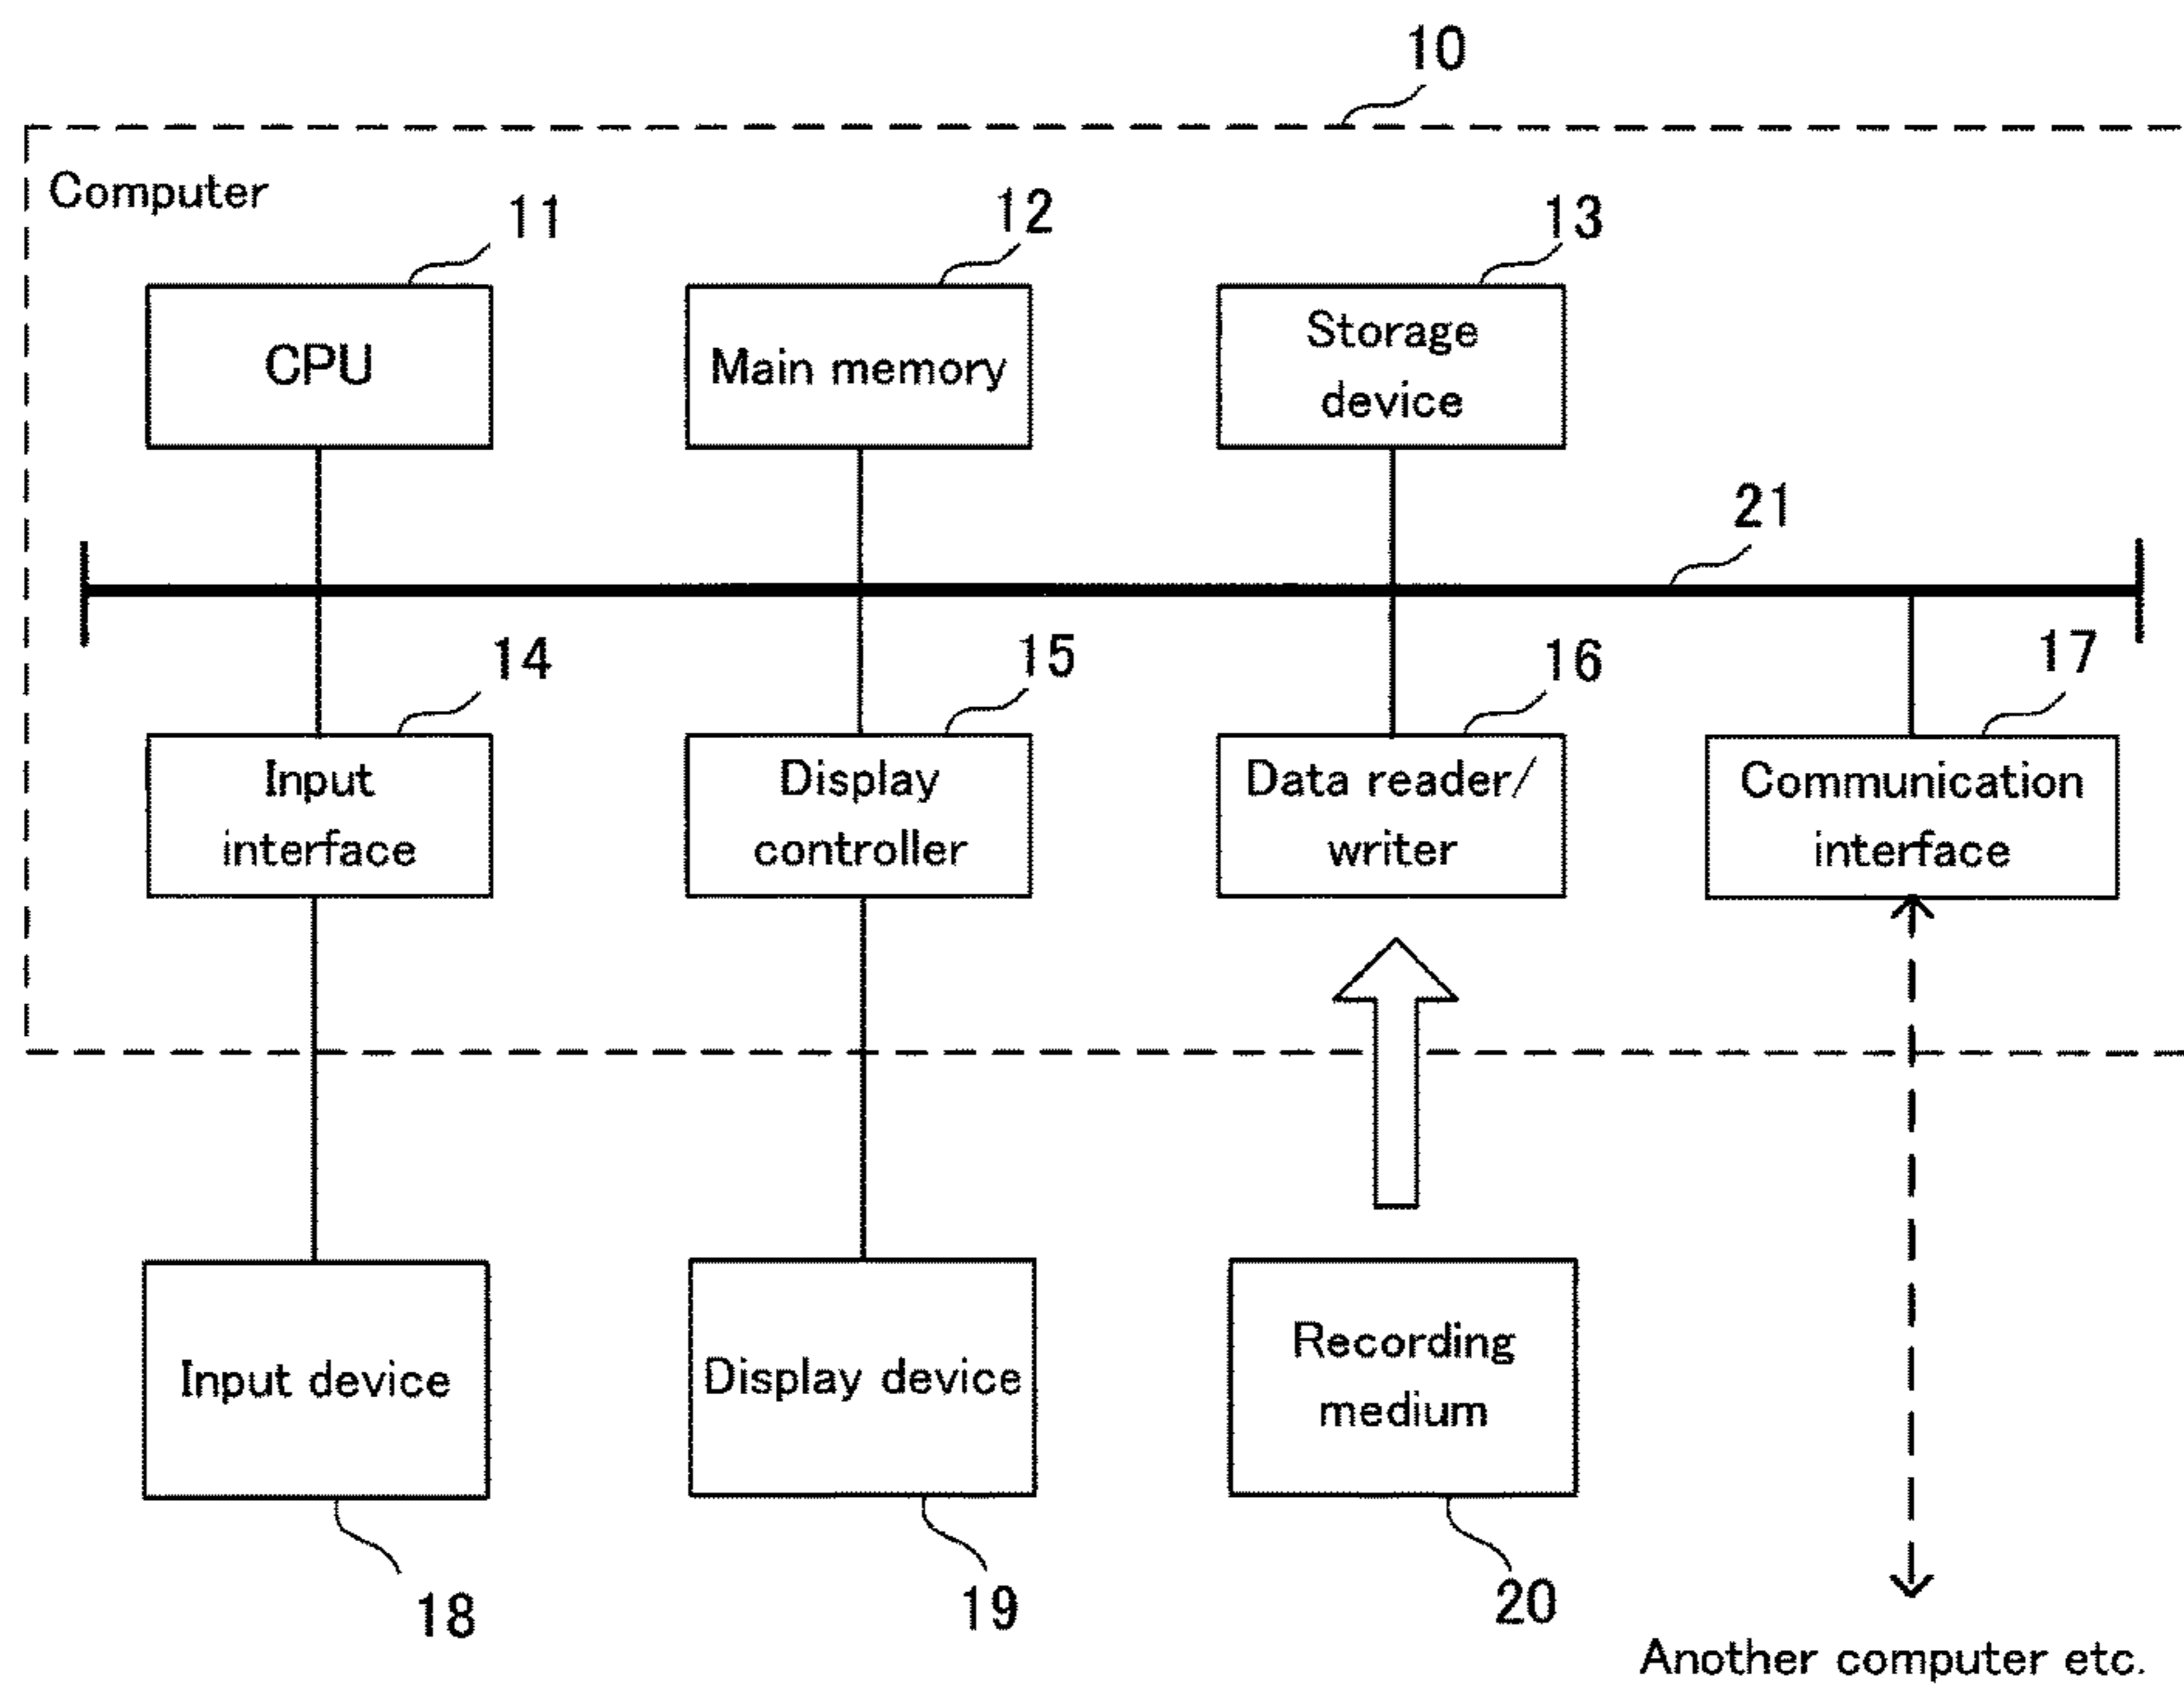 10
Computer
11
12
13
CPU
Main memory
Storage
device
21
14
15
16
17
Input
interface
Display
controller
Data reader/
writer
Communication
interface
Input device
Display device
Recording
medium
18
19
20
Another computer etc.